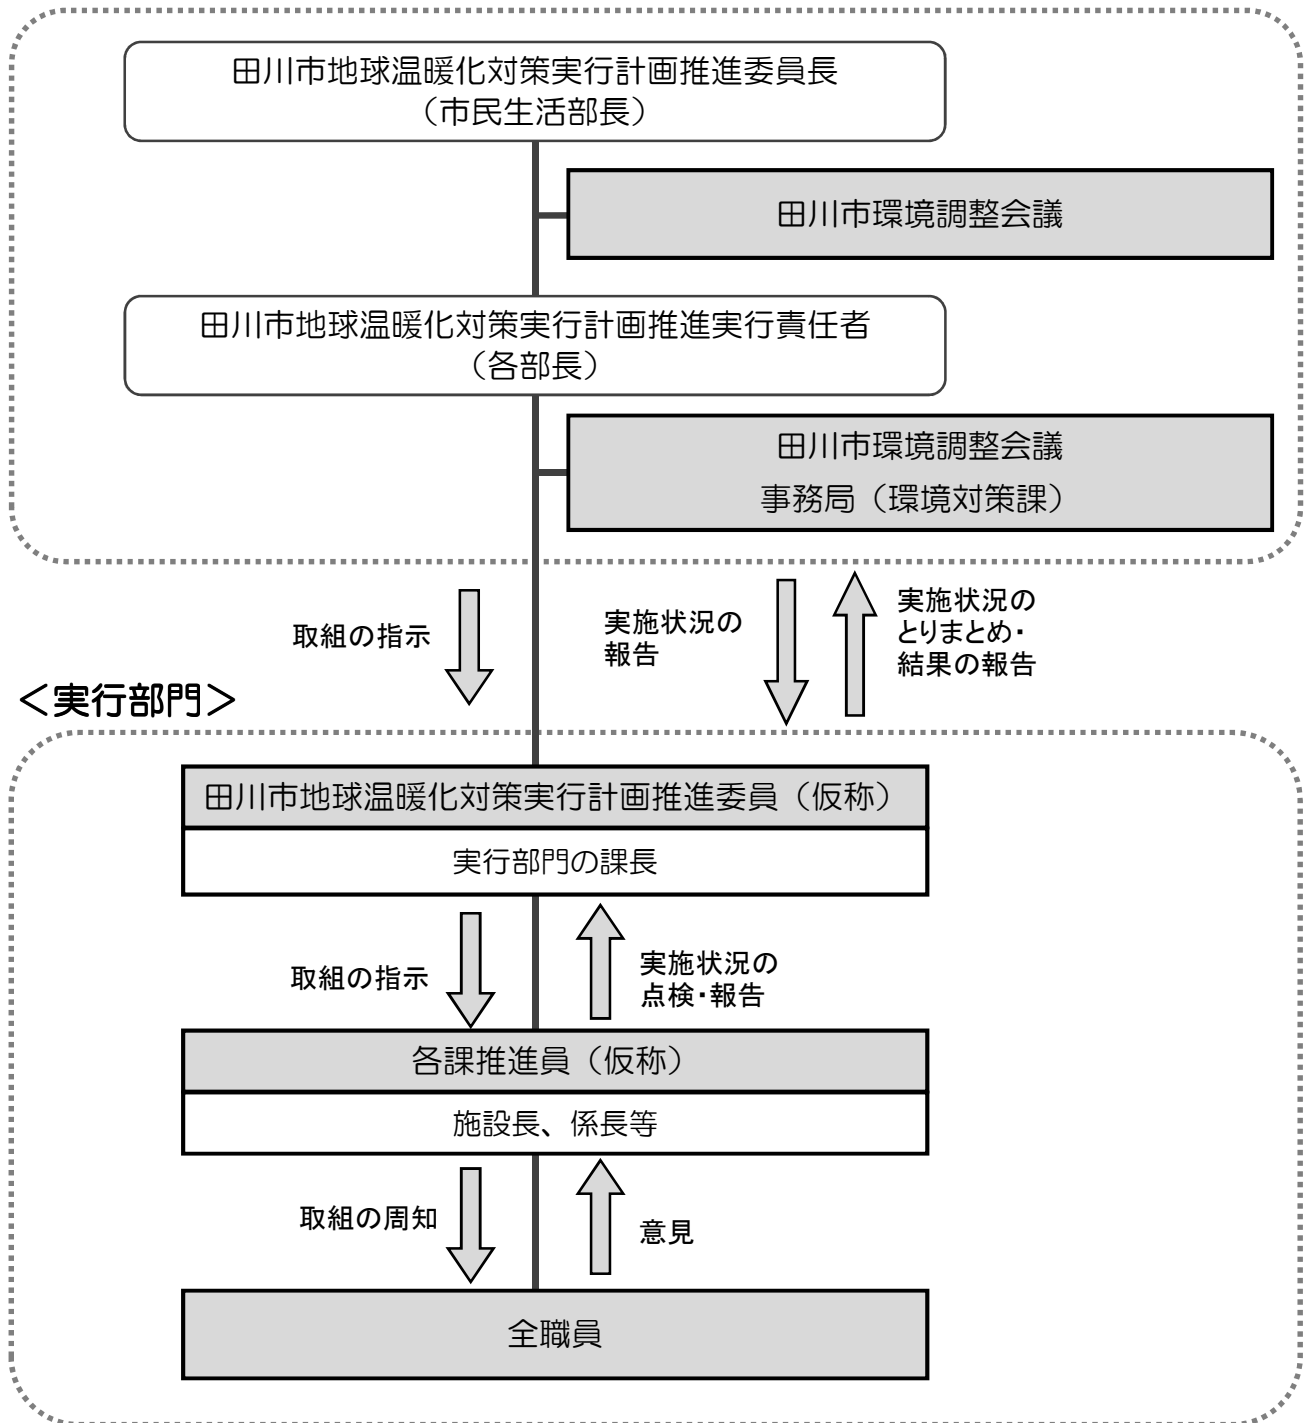 田川市地球温暖化対策実行計画推進委員長
（市民生活部長）
田川市環境調整会議
田川市地球温暖化対策実行計画推進実行責任者
（各部長）
田川市環境調整会議
事務局（環境対策課）
取組の指示
実施状況の
報告
実施状況の
とりまとめ・
結果の報告
＜実行部門＞
田川市地球温暖化対策実行計画推進委員（仮称）
実行部門の課長
取組の指示
実施状況の
点検・報告
各課推進員（仮称）
施設長、係長等
取組の周知
意見
全職員